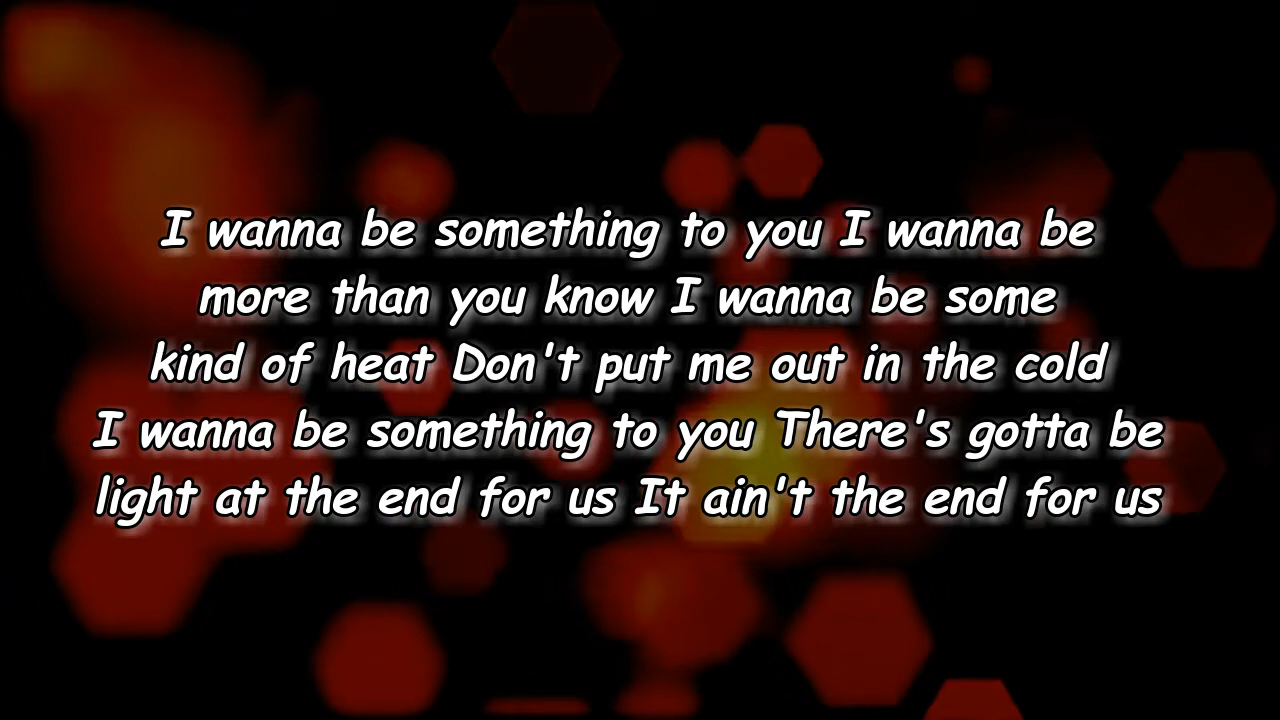 I wanna be something to you I wanna be
more than you know I wanna be some
kind of heat Don't put me out in the cold
I wanna be something to you There's gotta be
light at the end for us It ain't the end for us